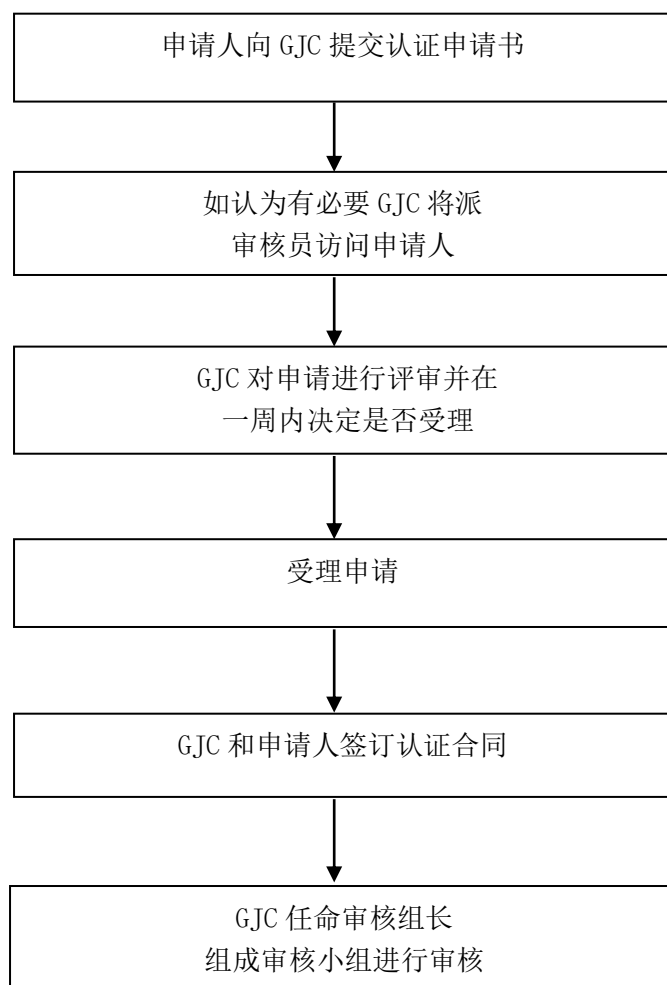 申请人向 GJC 提交认证申请书
如认为有必要 GJC 将派
审核员访问申请人
GJC 对申请进行评审并在
一周内决定是否受理
受理申请
GJC 和申请人签订认证合同
GJC 任命审核组长
组成审核小组进行审核